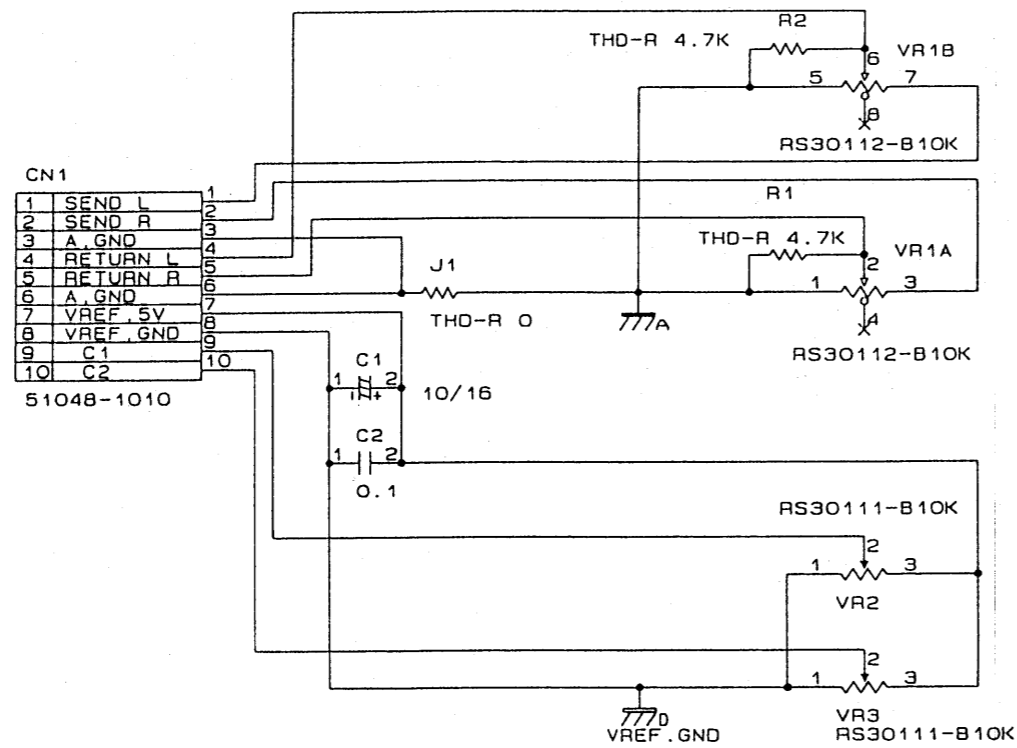 R2
THD-R 4.7K
VR1B
6
5
7
8
RS30112-B10K
CN1
1 SEND L 1
2 SEND R 2
3 A.GND 3
4 RETURN L 4
5 RETURN R 5
6 A.GND 6
7 VREF.5V 7
8 VREF.GND 8
9 C1 9
10 C2 10
51048-1010
R1
THD-R 4.7K
VR1A
2
1
3
4
RS30112-B10K
J1
THD-R 0
A
C1
1
2
- +
10/16
C2
1
2
0.1
RS30111-B10K
2
1
3
VR2
2
1
3
VR3
RS30111-B10K
D
VREF.GND